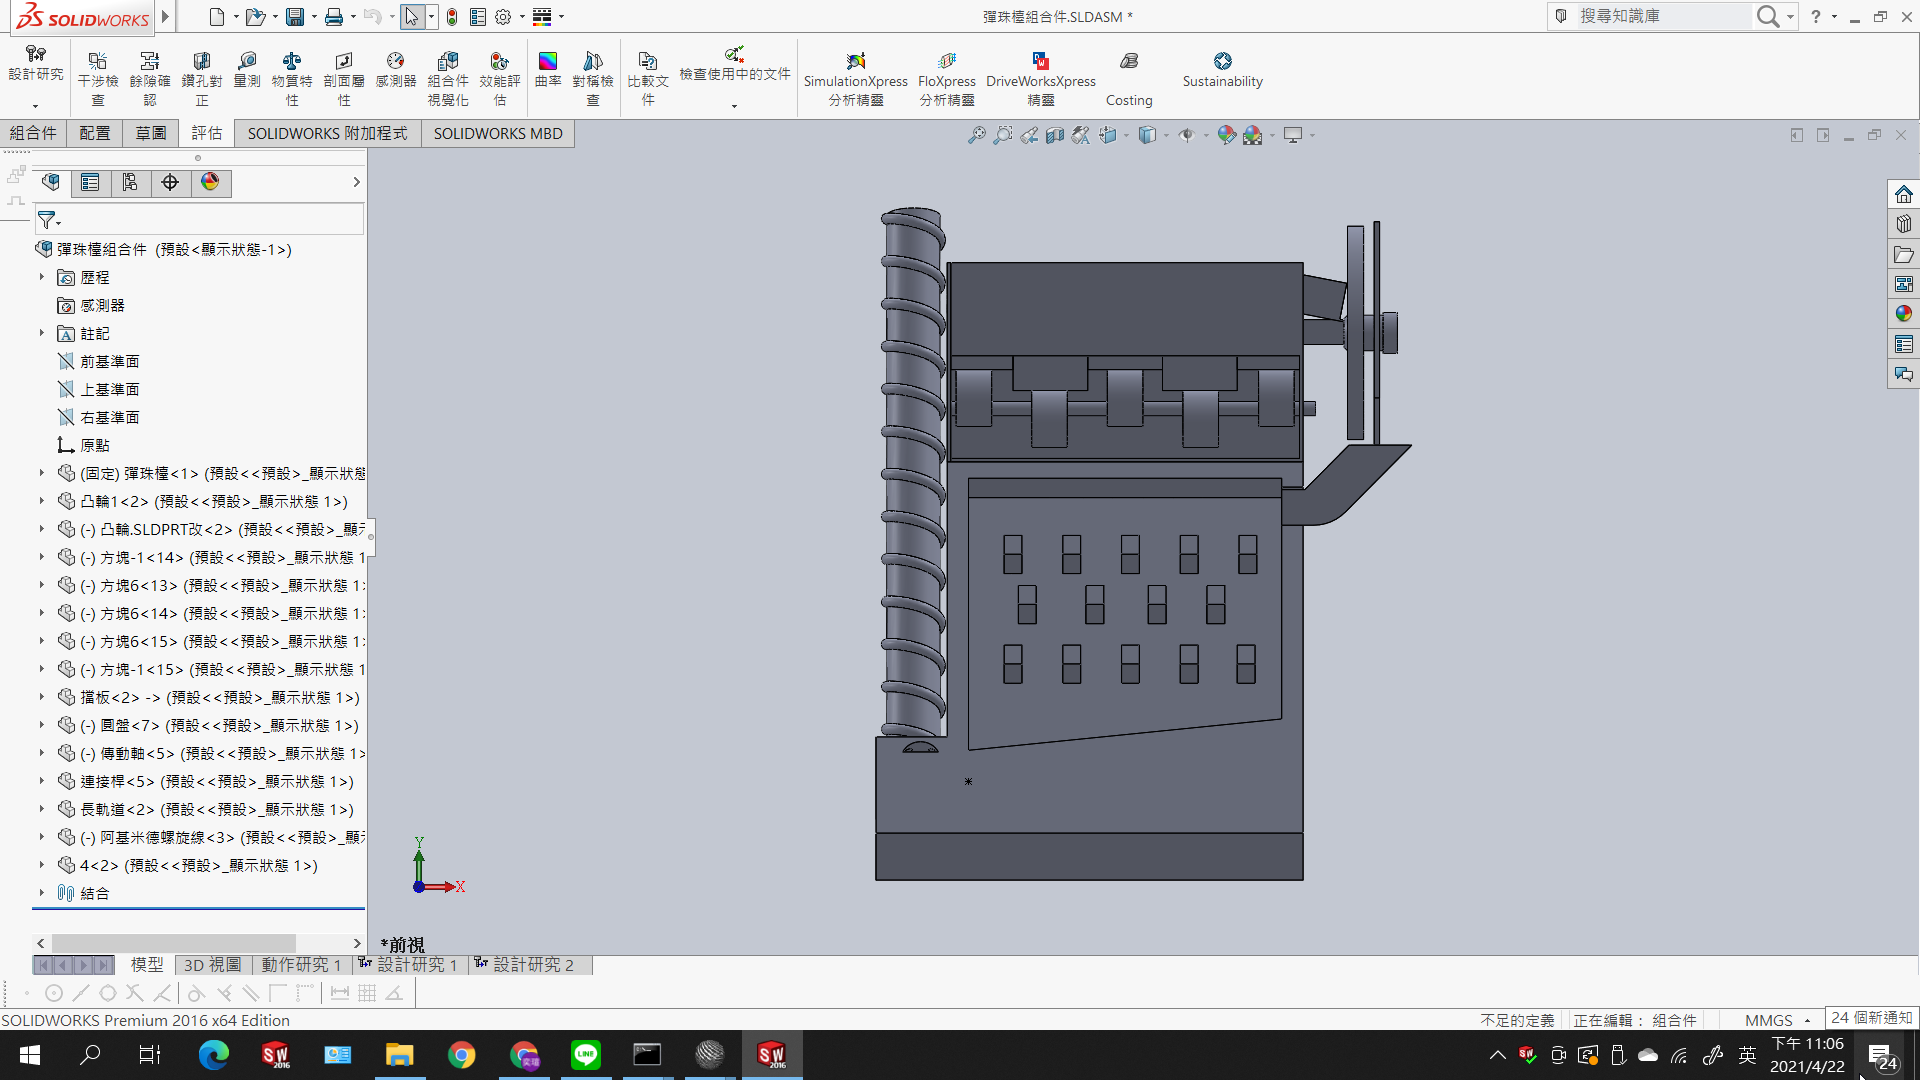 SOLIDWORKS
彈珠檯組合件.SLDASM *
搜尋知識庫
設計研究
干涉檢查
餘隙確認
鑽孔對正
量測
物質特性
剖面屬性
感測器
組合件視覺化
效能評估
曲率
對稱檢查
比較文件
檢查使用中的文件
SimulationXpress 分析精靈
FloXpress 分析精靈
DriveWorksXpress 精靈
Costing
Sustainability
組合件 配置 草圖 評估 SOLIDWORKS 附加程式 SOLIDWORKS MBD
彈珠檯組合件 (預設<顯示狀態-1>)
歷程
感測器
註記
前基準面
上基準面
右基準面
原點
(固定) 彈珠檯<1> (預設<<預設>_顯示狀態
凸輪1<2> (預設<<預設>_顯示狀態 1>)
(-) 凸輪.SLDPRT改<2> (預設<<預設>_顯示
(-) 方塊-1<14> (預設<<預設>_顯示狀態 1
(-) 方塊6<13> (預設<<預設>_顯示狀態 1>
(-) 方塊6<14> (預設<<預設>_顯示狀態 1>
(-) 方塊6<15> (預設<<預設>_顯示狀態 1>
(-) 方塊-1<15> (預設<<預設>_顯示狀態 1
擋板<2> -> (預設<<預設>_顯示狀態 1>)
(-) 圓盤<7> (預設<<預設>_顯示狀態 1>)
(-) 傳動軸<5> (預設<<預設>_顯示狀態 1>
連接桿<5> (預設<<預設>_顯示狀態 1>)
長軌道<2> (預設<<預設>_顯示狀態 1>)
(-) 阿基米德螺旋線<3> (預設<<預設>_顯示
4<2> (預設<<預設>_顯示狀態 1>)
結合
Y
X
*前視
模型 3D 視圖 動作研究 1 設計研究 1 設計研究 2
SOLIDWORKS Premium 2016 x64 Edition
不足的定義 正在編輯： 組合件 MMGS
24 個新通知
英
下午 11:06
2021/4/22
24